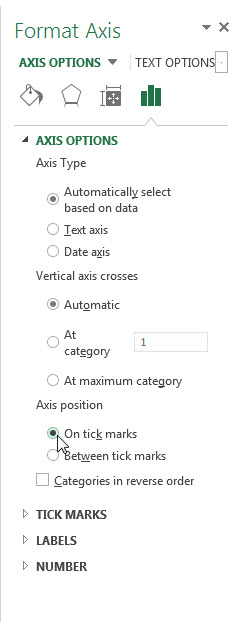 Format Axis
AXIS OPTIONS TEXT OPTIONS
AXIS OPTIONS
Axis Type
Automatically select
based on data
Text axis
Date axis
Vertical axis crosses
Automatic
At
category
1
At maximum category
Axis position
On tick marks
Between tick marks
Categories in reverse order
TICK MARKS
LABELS
NUMBER